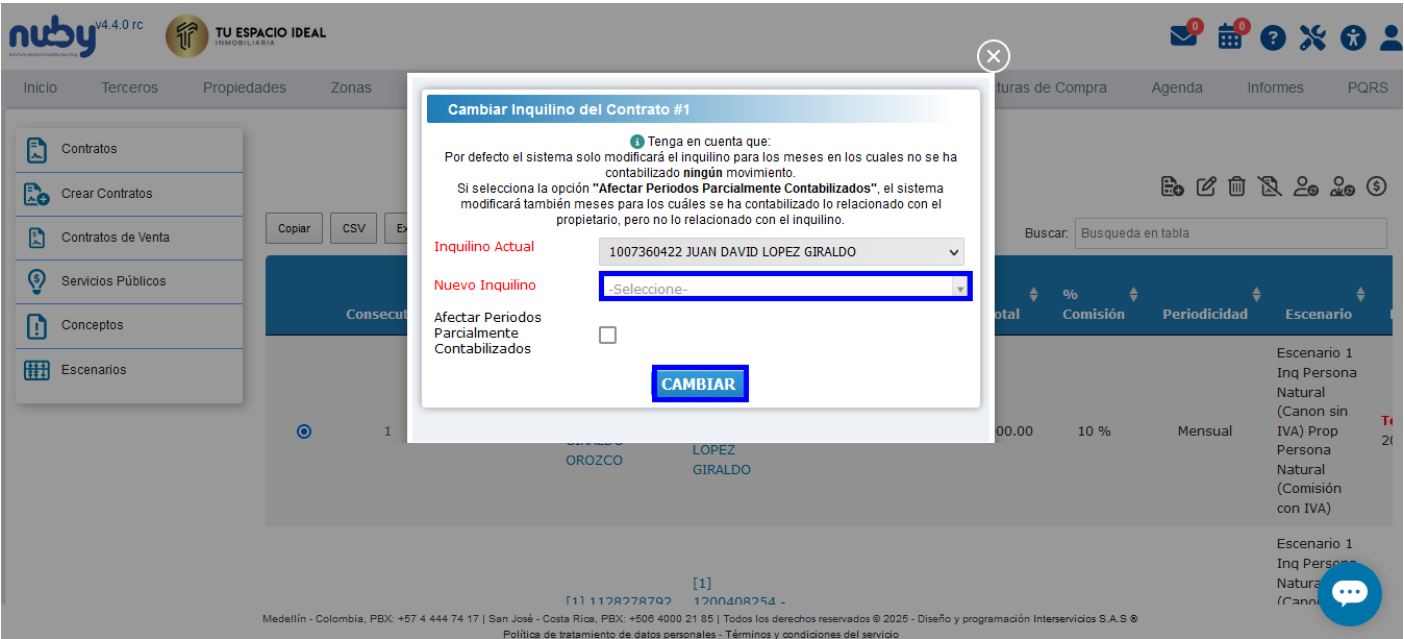 nuby v4.4.0 rc
TU ESPACIO IDEAL
INMOBILIARIA
0
0
Inicio Terceros Propiedades Zonas turas de Compra Agenda Informes PQRS
Contratos
Crear Contratos
Contratos de Venta
Servicios Públicos
Conceptos
Escenarios
Cambiar Inquilino del Contrato #1
Tenga en cuenta que:
Por defecto el sistema solo modificará el inquilino para los meses en los cuales no se ha
contabilizado ningún movimiento.
Si selecciona la opción "Afectar Periodos Parcialmente Contabilizados", el sistema
modificará también meses para los cuáles se ha contabilizado lo relacionado con el
propietario, pero no lo relacionado con el inquilino.
Inquilino Actual 1007360422 JUAN DAVID LOPEZ GIRALDO
Nuevo Inquilino -Seleccione-
Afectar Periodos
Parcialmente
Contabilizados
CAMBIAR
Copiar CSV Ex
Buscar: Busqueda en tabla
Consecut otal % Comisión Periodicidad Escenario
1
OROZCO
LOPEZ
GIRALDO
00.00 10 % Mensual
Escenario 1
Inq Persona
Natural
(Canon sin
IVA) Prop
Persona
Natural
(Comisión
con IVA)
Te
20
[1] 1128278792
[1]
1200408254 -
Escenario 1
Inq Persona
Natura
(Canon
Medellín - Colombia, PBX: +57 4 444 74 17 | San José - Costa Rica, PBX: +506 4000 21 85 | Todos los derechos reservados © 2025 - Diseño y programación Interservicios S.A.S ®
Política de tratamiento de datos personales - Términos y condiciones del servicio